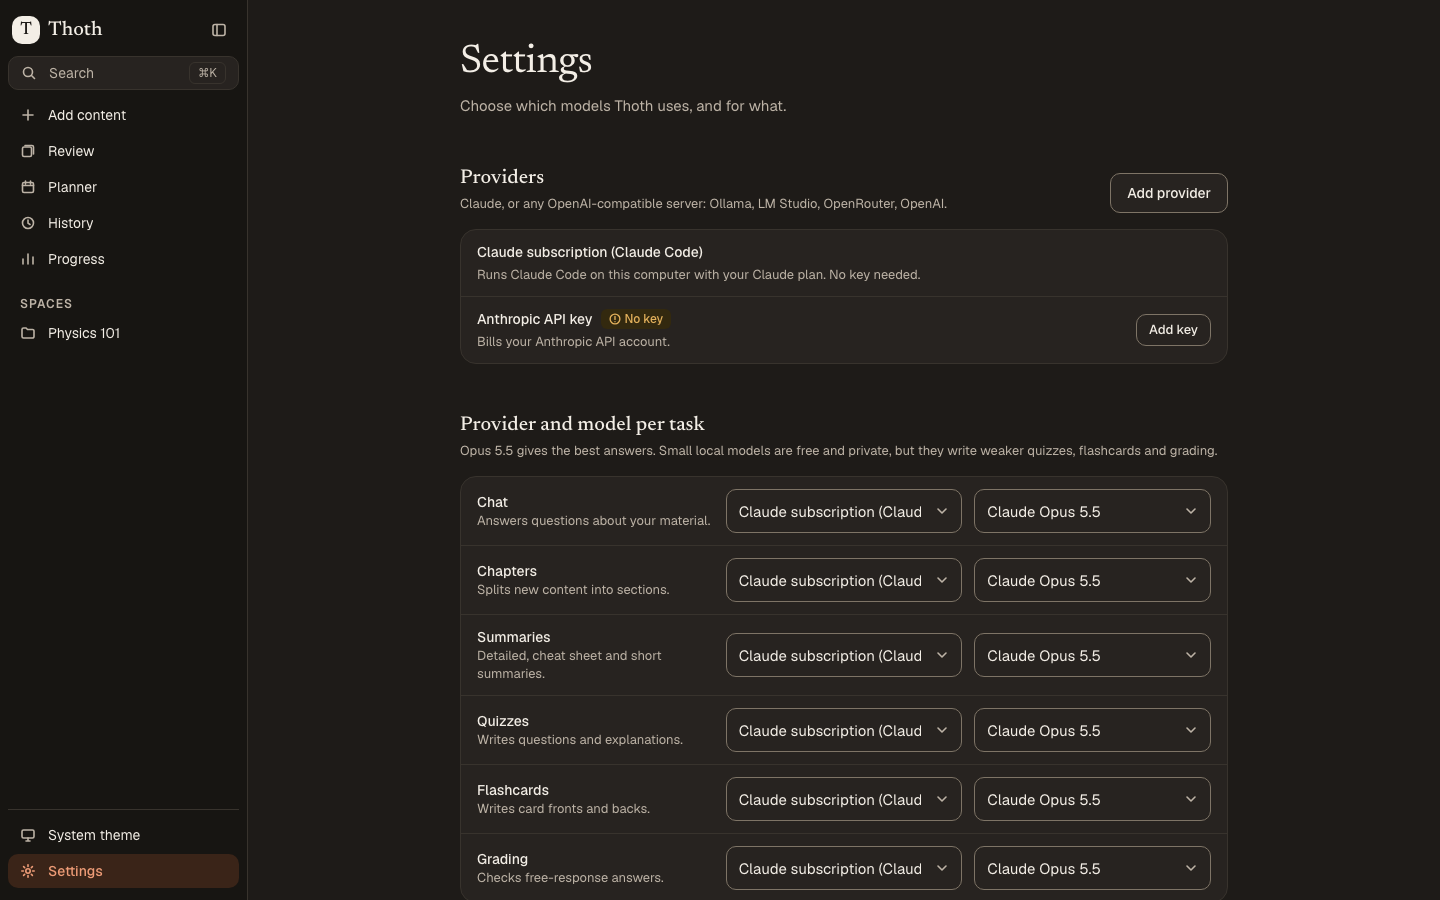 T Thoth
Search ⌘K
Add content
Review
Planner
History
Progress
SPACES
Physics 101
System theme
Settings
Settings
Choose which models Thoth uses, and for what.
Providers
Claude, or any OpenAI-compatible server: Ollama, LM Studio, OpenRouter, OpenAI.
Add provider
Claude subscription (Claude Code)
Runs Claude Code on this computer with your Claude plan. No key needed.
Anthropic API key No key
Bills your Anthropic API account.
Add key
Provider and model per task
Opus 5.5 gives the best answers. Small local models are free and private, but they write weaker quizzes, flashcards and grading.
Chat
Answers questions about your material.
Claude subscription (Claud
Claude Opus 5.5
Chapters
Splits new content into sections.
Claude subscription (Claud
Claude Opus 5.5
Summaries
Detailed, cheat sheet and short
summaries.
Claude subscription (Claud
Claude Opus 5.5
Quizzes
Writes questions and explanations.
Claude subscription (Claud
Claude Opus 5.5
Flashcards
Writes card fronts and backs.
Claude subscription (Claud
Claude Opus 5.5
Grading
Checks free-response answers.
Claude subscription (Claud
Claude Opus 5.5